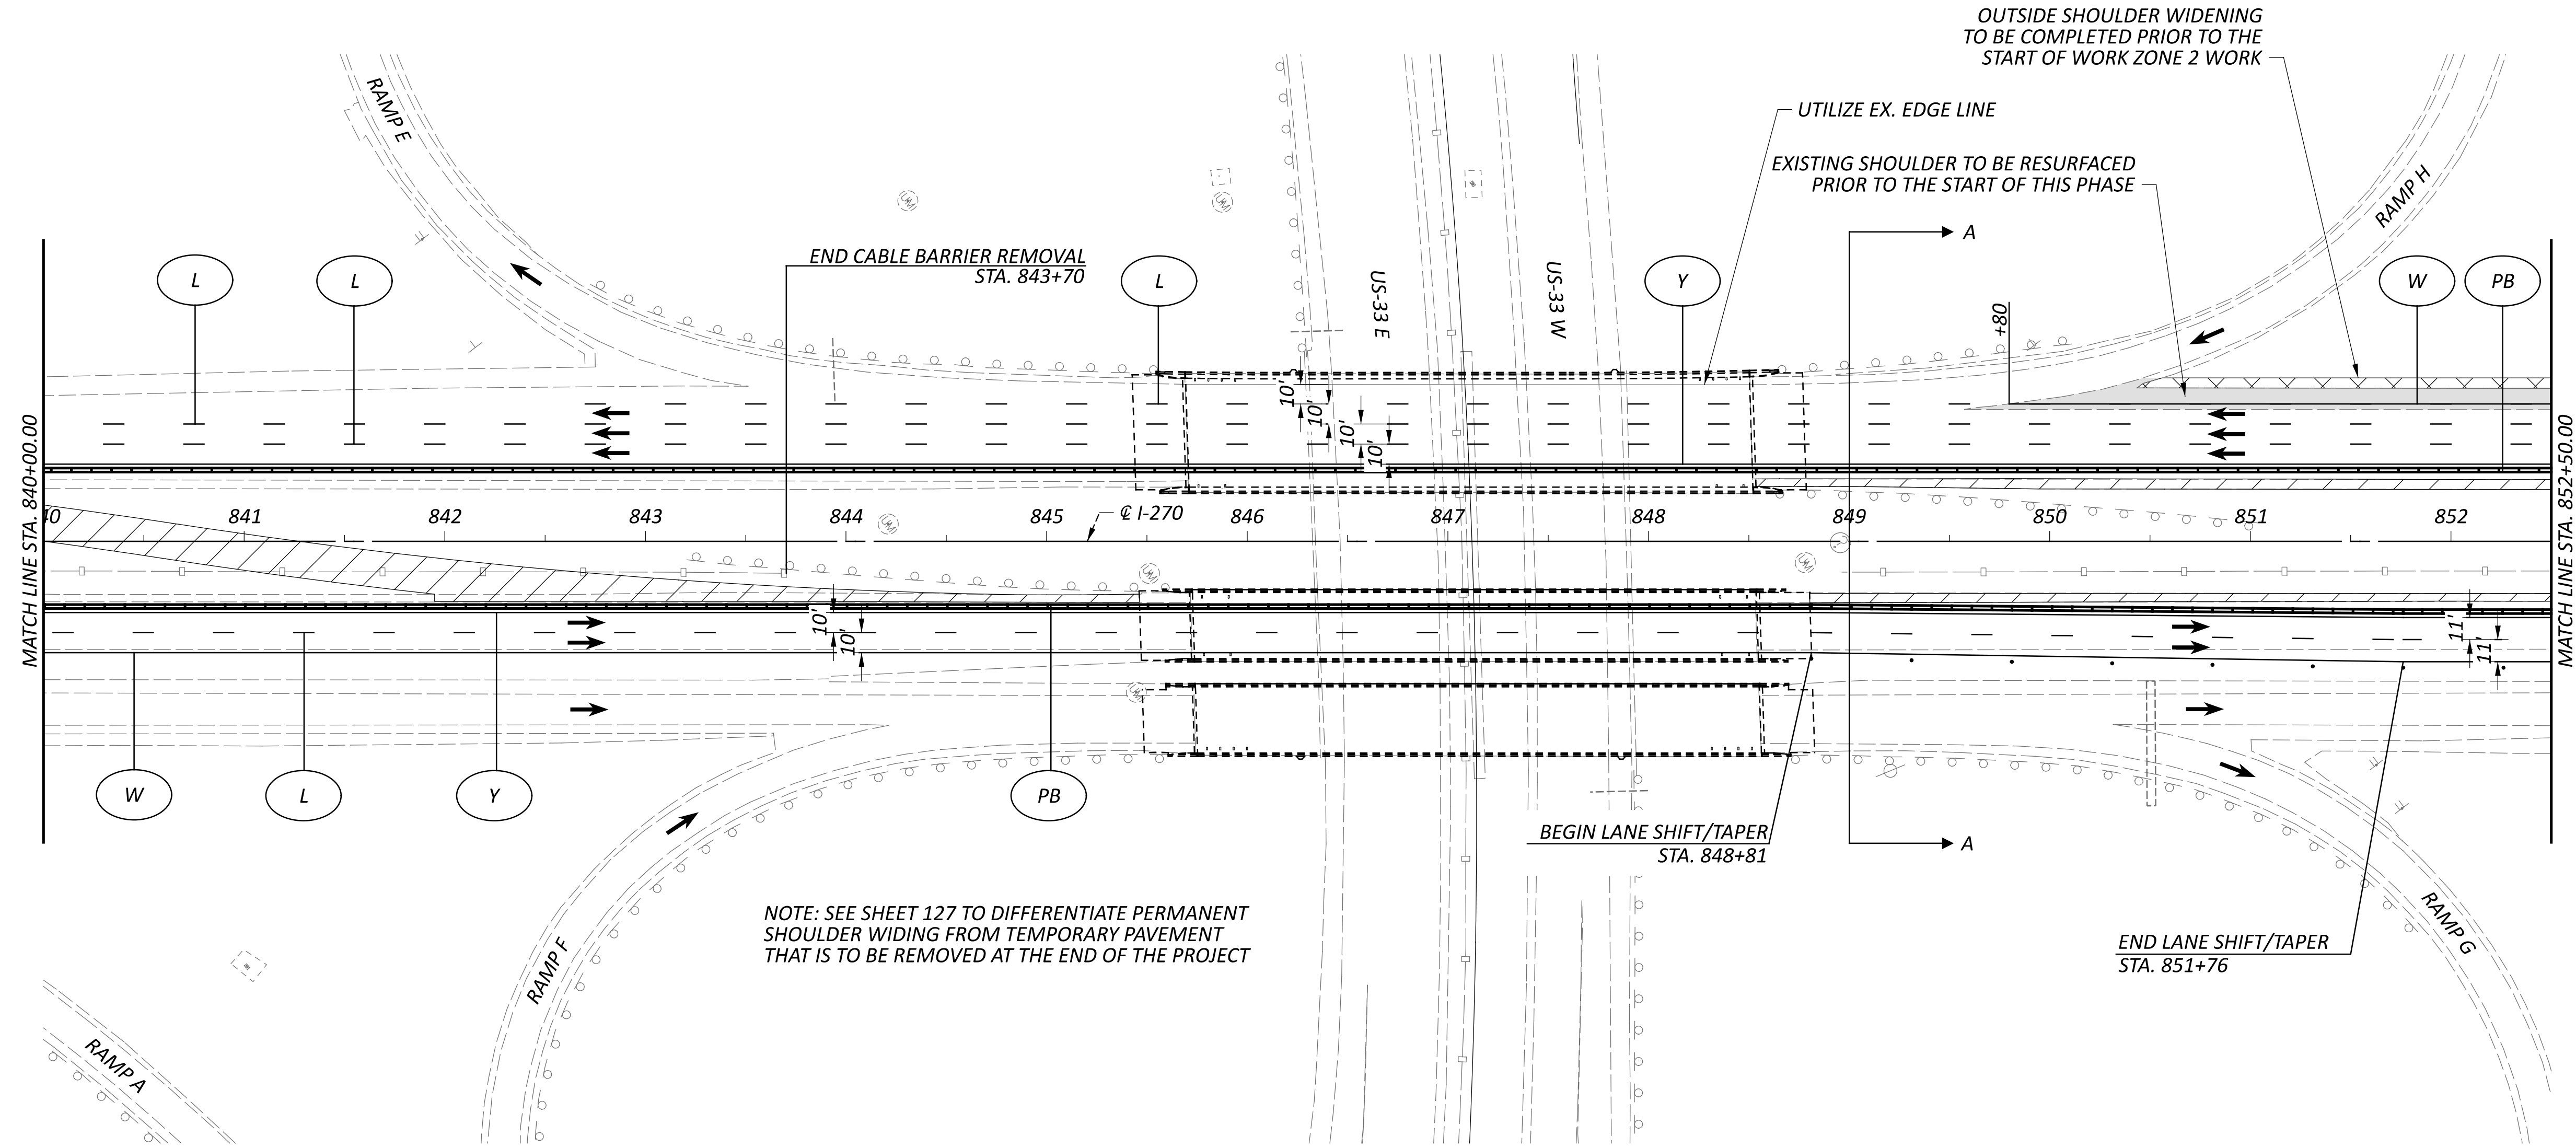 OUTSIDE SHOULDER WIDENING
TO BE COMPLETED PRIOR TO THE
START OF WORK ZONE 2 WORK
UTILIZE EX. EDGE LINE
EXISTING SHOULDER TO BE RESURFACED
PRIOR TO THE START OF THIS PHASE
RAMP E
RAMP H
A
END CABLE BARRIER REMOVAL
STA. 843+70
L
L
L
Y
W
PB
US-33 E
US-33 W
+80
10'
10'
10'
10'
MATCH LINE STA. 840+00.00
MATCH LINE STA. 852+50.00
40
841
842
843
844
845
846
847
848
849
850
851
852
℄ I-270
10'
10'
11'
11'
W
L
Y
PB
BEGIN LANE SHIFT/TAPER
STA. 848+81
A
NOTE: SEE SHEET 127 TO DIFFERENTIATE PERMANENT
SHOULDER WIDING FROM TEMPORARY PAVEMENT
THAT IS TO BE REMOVED AT THE END OF THE PROJECT
END LANE SHIFT/TAPER
STA. 851+76
RAMP F
RAMP G
RAMP A